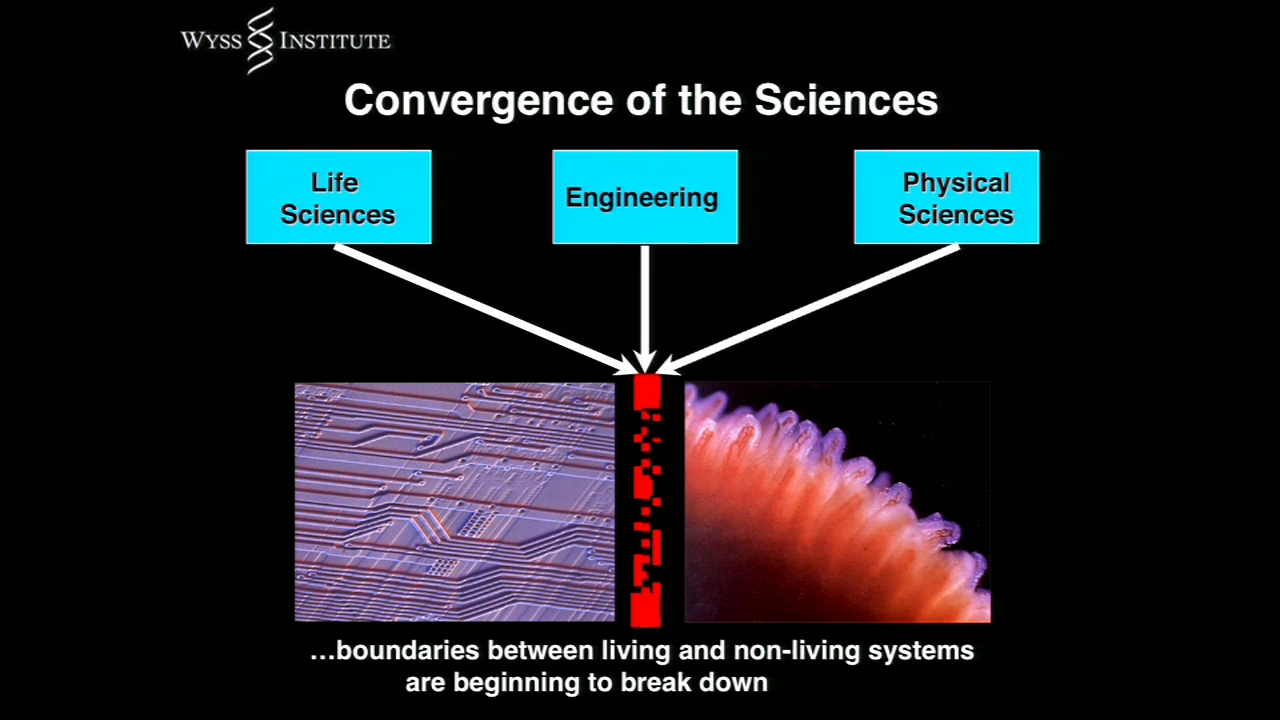 WYSS INSTITUTE
Convergence of the Sciences
Life
Sciences
Engineering
Physical
Sciences
...boundaries between living and non-living systems
are beginning to break down